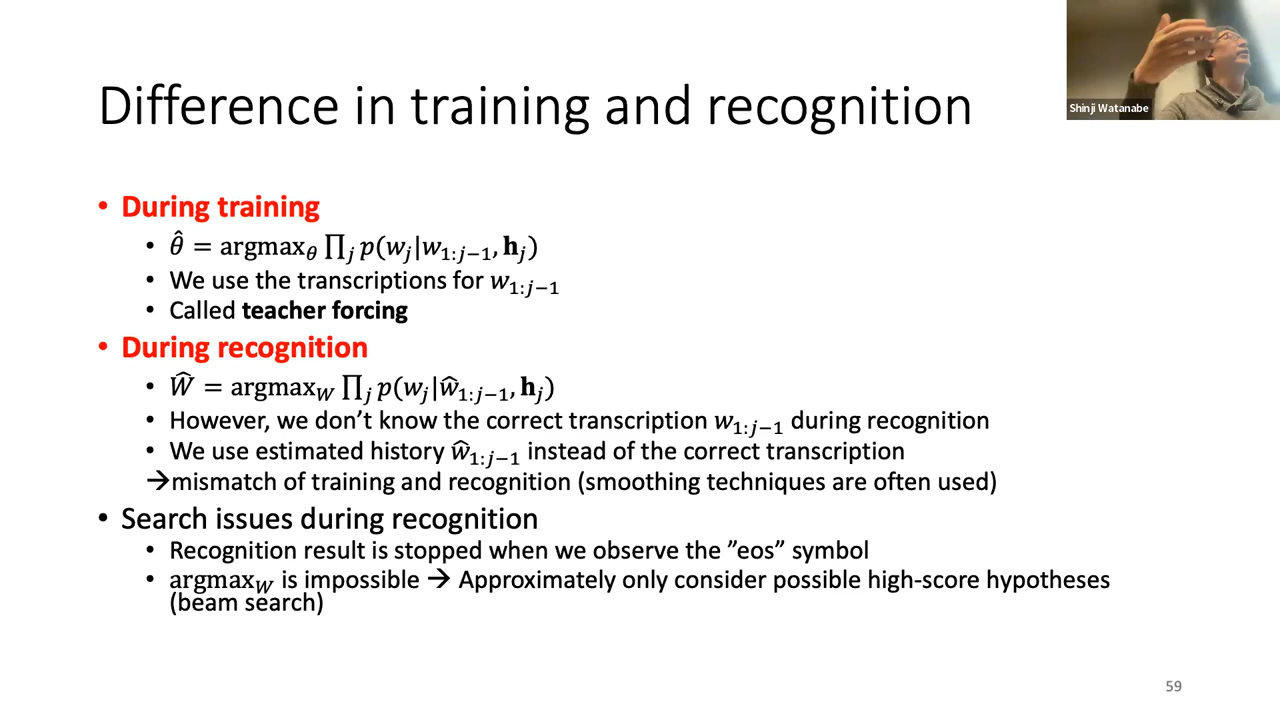 Shinji Watanabe
Difference in training and recognition
• During training
• θ̂ = argmax_θ ∏_j p(w_j|w_{1:j−1}, 𝐡_j)
• We use the transcriptions for w_{1:j−1}
• Called teacher forcing
• During recognition
• Ŵ = argmax_W ∏_j p(w_j|ŵ_{1:j−1}, 𝐡_j)
• However, we don’t know the correct transcription w_{1:j−1} during recognition
• We use estimated history ŵ_{1:j−1} instead of the correct transcription
→mismatch of training and recognition (smoothing techniques are often used)
• Search issues during recognition
• Recognition result is stopped when we observe the ”eos” symbol
• argmax_W is impossible → Approximately only consider possible high-score hypotheses
(beam search)
59